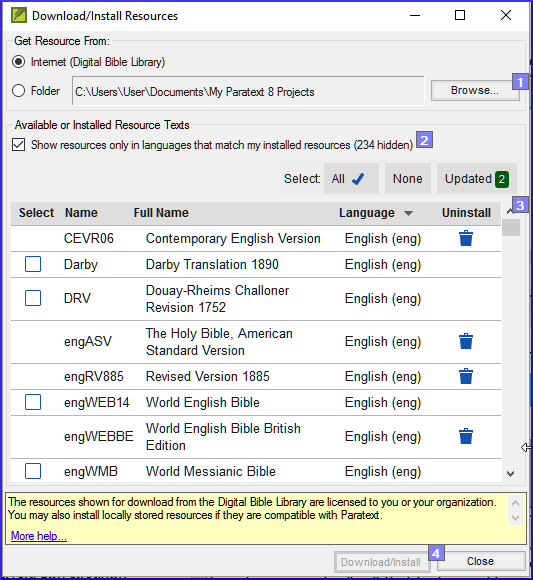 Download/Install Resources
Get Resource From:
Internet (Digital Bible Library)
Folder C:\Users\User\Documents\My Paratext 8 Projects Browse... 1
Available or Installed Resource Texts
Show resources only in languages that match my installed resources (234 hidden) 2
Select: All None Updated 2
Select Name Full Name Language Uninstall 3
CEVR06 Contemporary English Version English (eng)
Darby Darby Translation 1890 English (eng)
DRV Douay-Rheims Challoner Revision 1752 English (eng)
engASV The Holy Bible, American Standard Version English (eng)
engRV885 Revised Version 1885 English (eng)
engWEB14 World English Bible English (eng)
engWEBBE World English Bible British Edition English (eng)
engWMB World Messianic Bible English (eng)
The resources shown for download from the Digital Bible Library are licensed to you or your organization.
You may also install locally stored resources if they are compatible with Paratext.
More help...
4
Download/Install Close